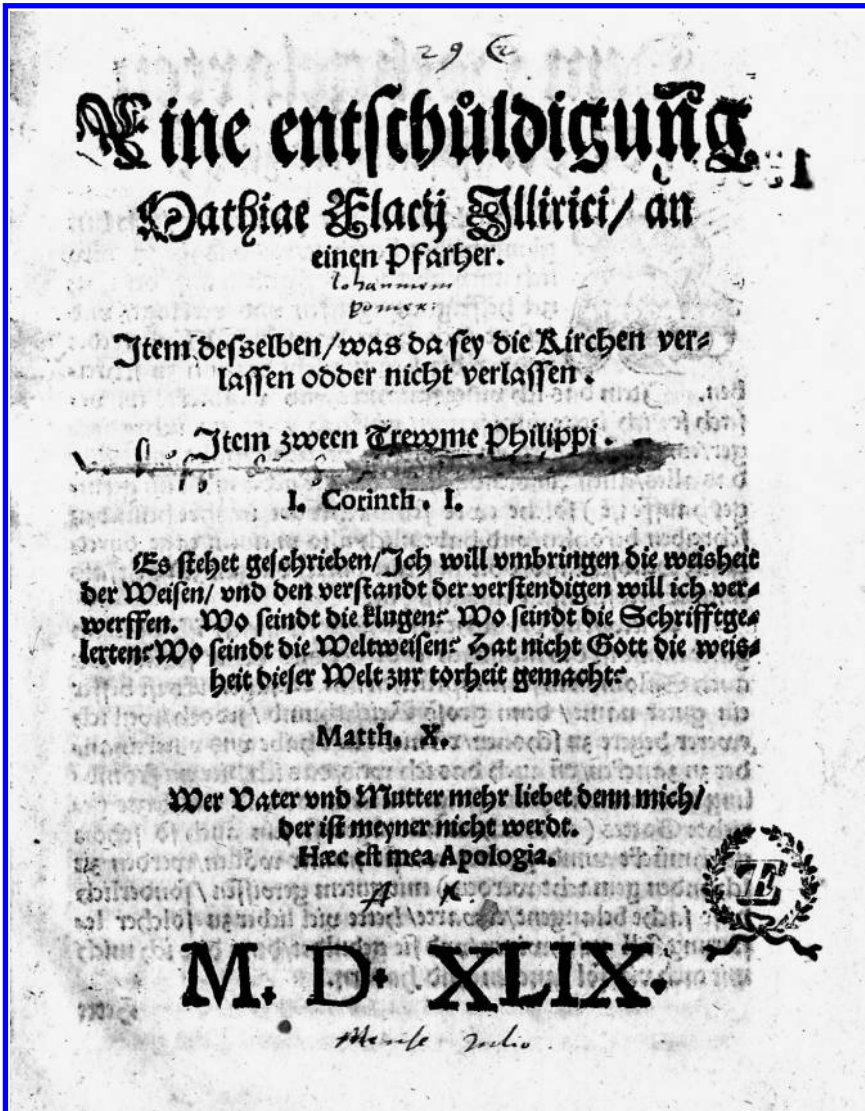 29
Eine entschůldigung̃
Mathiae Flacij Illirici/ an
einen Pfarher.
Iohannem
pomer:
Item desselben/was da sey die Kirchen ver⸗
lassen odder nicht verlassen.
Item zween Trewme Philippi.
I. Corinth. I.
Es stehet geschrieben/Ich will vmbringen die weisheit
der Weisen/ vnd den verstandt der verstendigen will ich ver⸗
werffen. Wo seindt die klugen? Wo seindt die Schrifftge⸗
lerten? Wo seindt die Weltweisen? Hat nicht Gott die weis⸗
heit dieser Welt zur torheit gemacht?
Matth. X.
Wer Vater vnd Mutter mehr liebet denn mich/
der ist meyner nicht werdt.
Hæc est mea Apologia.
A
M. D. XLIX.
Mense Julio.